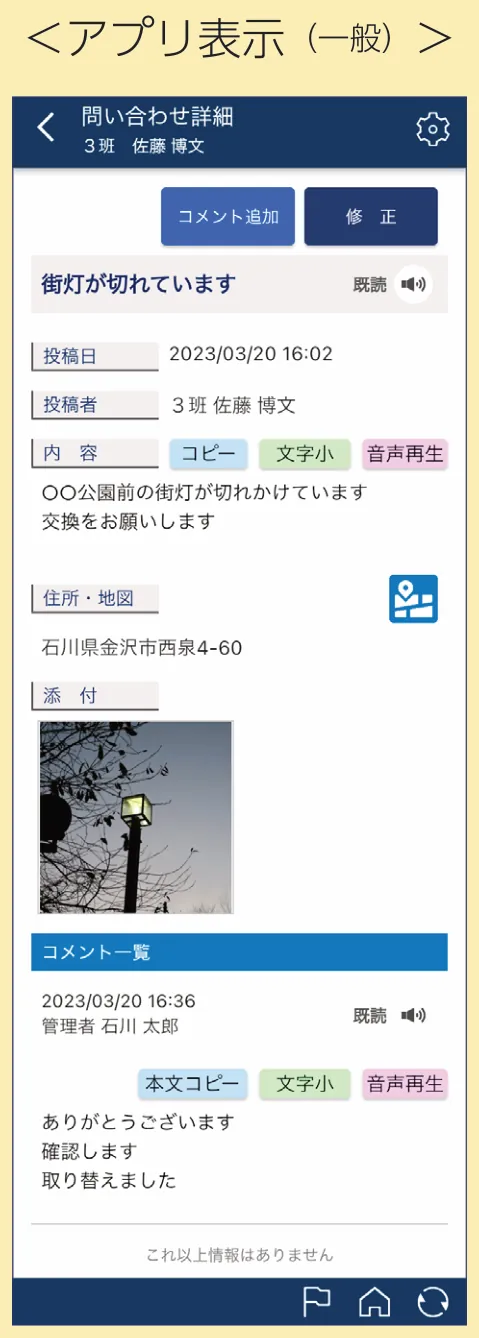 ＜アプリ表示（一般）＞
問い合わせ詳細
３班　佐藤 博文
コメント追加
修　正
街灯が切れています
既読
投稿日
2023/03/20 16:02
投稿者
３班 佐藤 博文
内　容
コピー
文字小
音声再生
〇〇公園前の街灯が切れかけています
交換をお願いします
住所・地図
石川県金沢市西泉4-60
添　付
コメント一覧
2023/03/20 16:36
既読
管理者 石川 太郎
本文コピー
文字小
音声再生
ありがとうございます
確認します
取り替えました
これ以上情報はありません